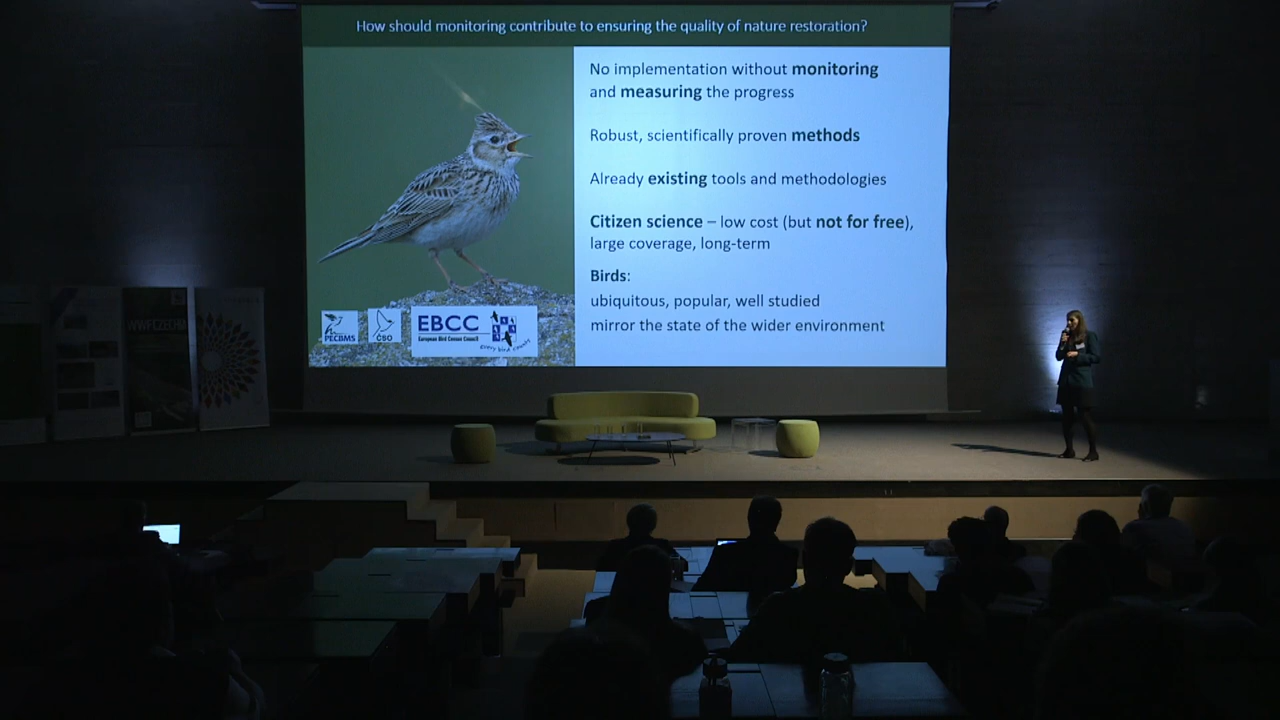 How should monitoring contribute to ensuring the quality of nature restoration?
No implementation without monitoring
and measuring the progress
Robust, scientifically proven methods
Already existing tools and methodologies
Citizen science – low cost (but not for free),
large coverage, long-term
Birds:
ubiquitous, popular, well studied
mirror the state of the wider environment
PECBMS
ČSO
EBCC
European Bird Census Council
Every bird counts
WWFCZECH